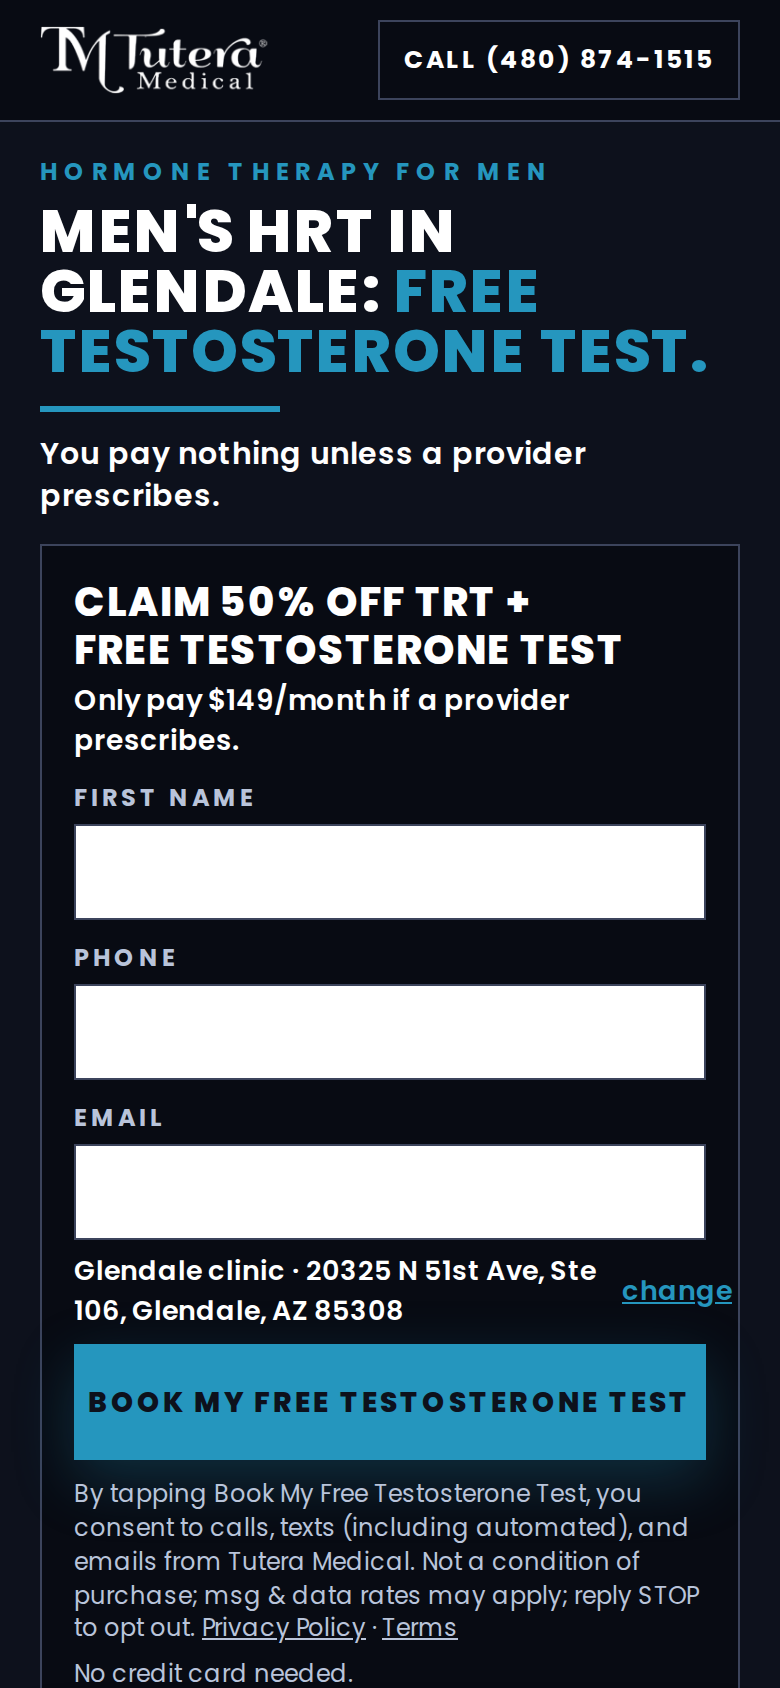 TM Tutera®
Medical
CALL (480) 874-1515
HORMONE THERAPY FOR MEN
MEN'S HRT IN
GLENDALE: FREE
TESTOSTERONE TEST.
You pay nothing unless a provider
prescribes.
CLAIM 50% OFF TRT +
FREE TESTOSTERONE TEST
Only pay $149/month if a provider
prescribes.
FIRST NAME
PHONE
EMAIL
Glendale clinic · 20325 N 51st Ave, Ste
106, Glendale, AZ 85308
change
BOOK MY FREE TESTOSTERONE TEST
By tapping Book My Free Testosterone Test, you
consent to calls, texts (including automated), and
emails from Tutera Medical. Not a condition of
purchase; msg & data rates may apply; reply STOP
to opt out. Privacy Policy · Terms
No credit card needed.